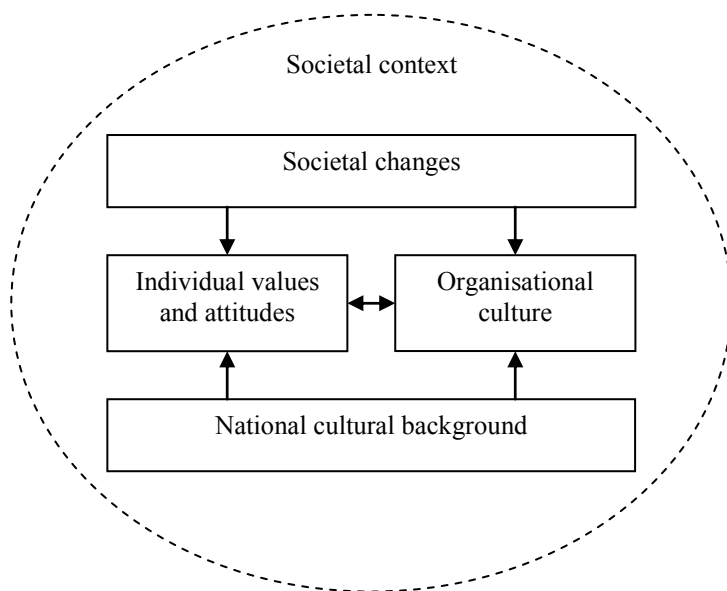 Societal context
Societal changes
Individual values
and attitudes
Organisational
culture
National cultural background